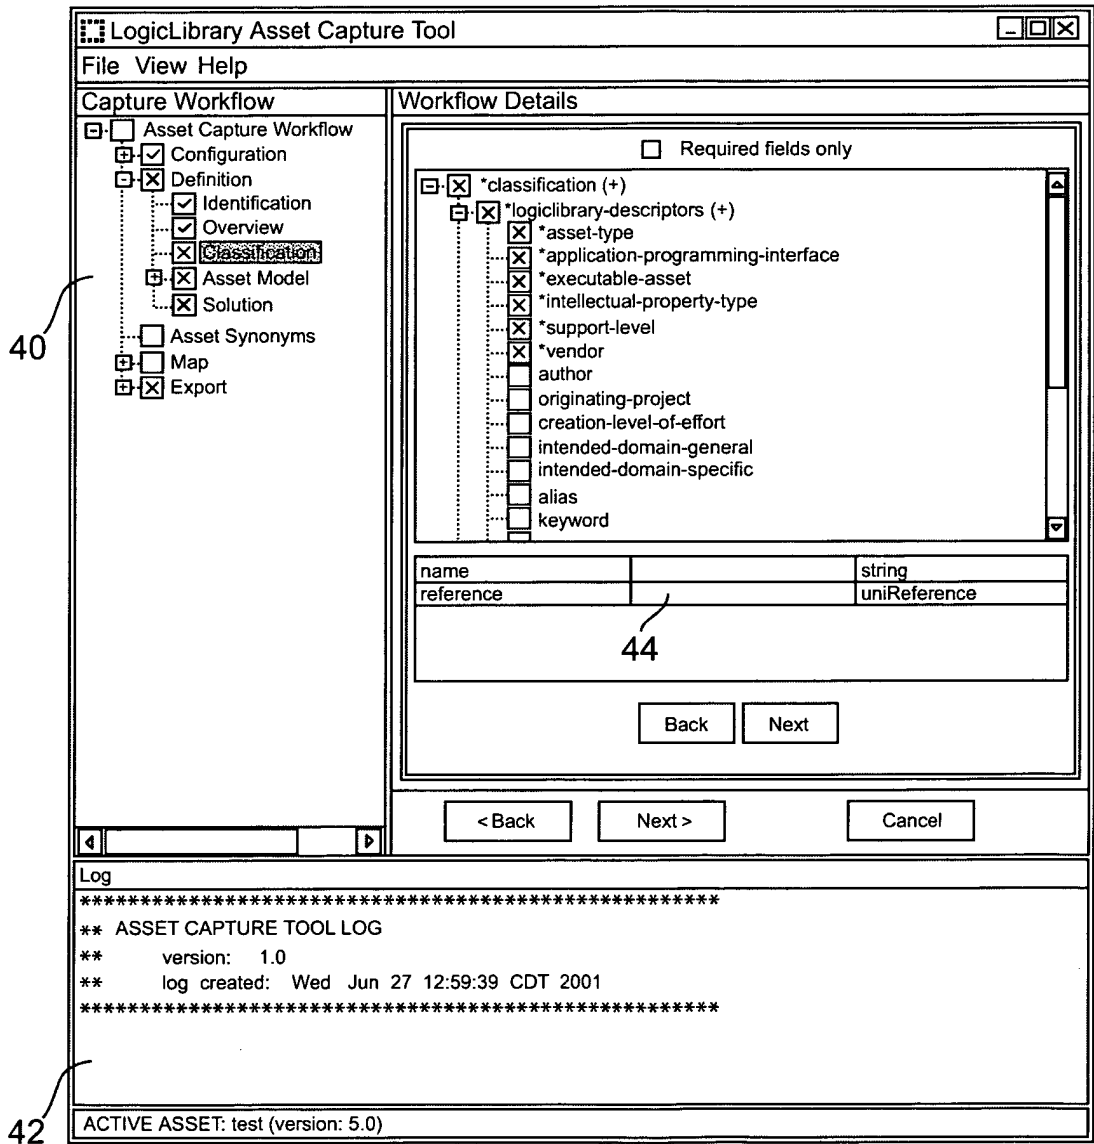 LogicLibrary Asset Capture Tool
File View Help
Capture Workflow
Asset Capture Workflow
Configuration
Definition
Identification
Overview
Classification
Asset Model
Solution
Asset Synonyms
Map
Export
40
Workflow Details
Required fields only
*classification (+)
*logiclibrary-descriptors (+)
*asset-type
*application-programming-interface
*executable-asset
*intellectual-property-type
*support-level
*vendor
author
originating-project
creation-level-of-effort
intended-domain-general
intended-domain-specific
alias
keyword
name string
reference uniReference
44
Back Next
< Back Next > Cancel
Log
******************************************************
** ASSET CAPTURE TOOL LOG
** version: 1.0
** log created: Wed Jun 27 12:59:39 CDT 2001
******************************************************
42
ACTIVE ASSET: test (version: 5.0)